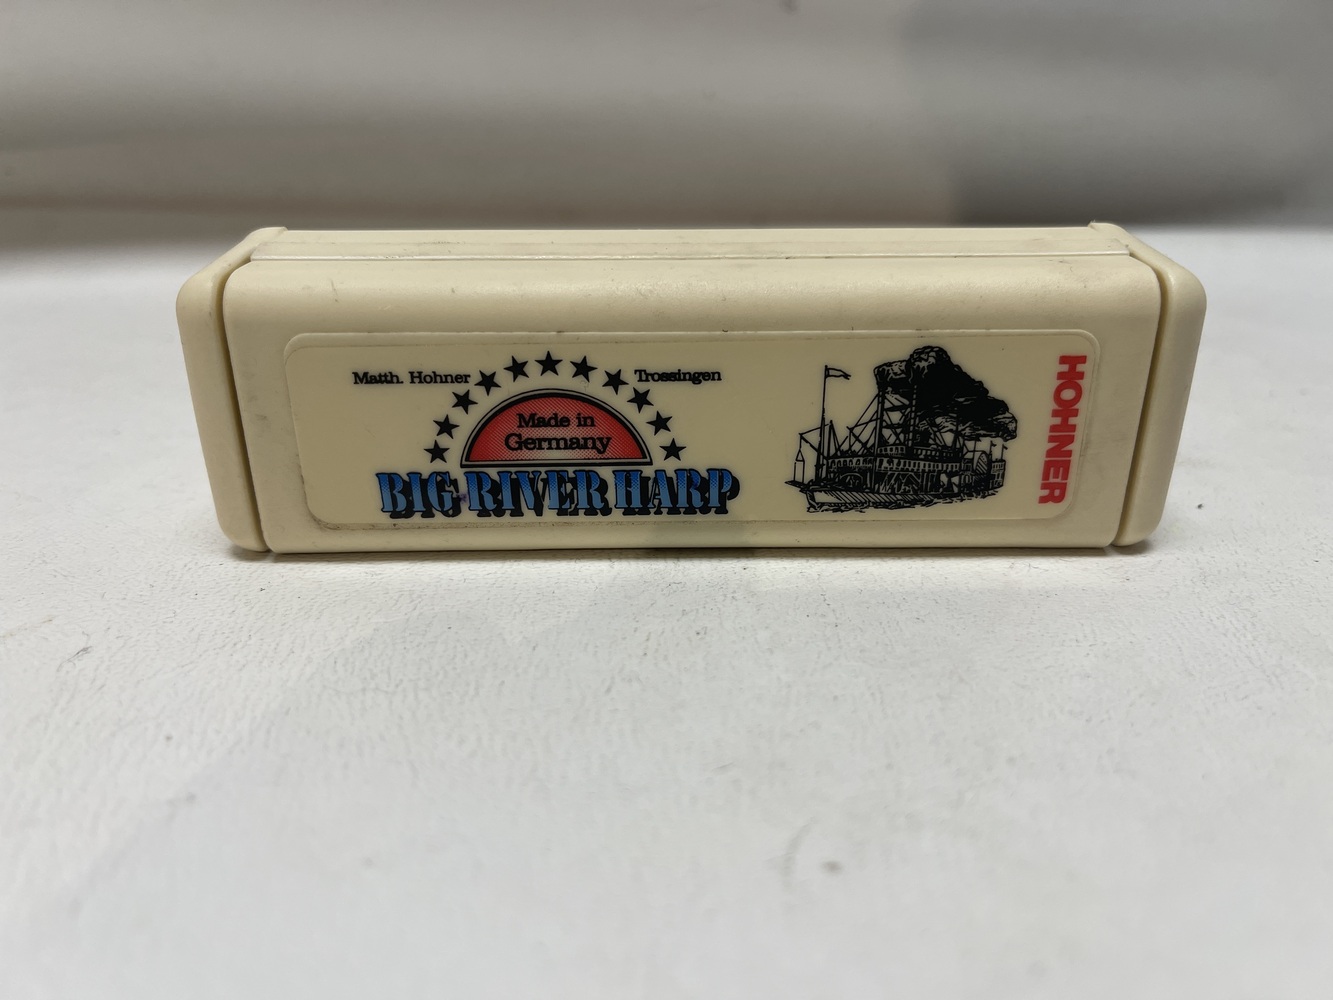 Matth. Hohner
Trossingen
Made in
Germany
BIG RIVER HARP
HOHNER